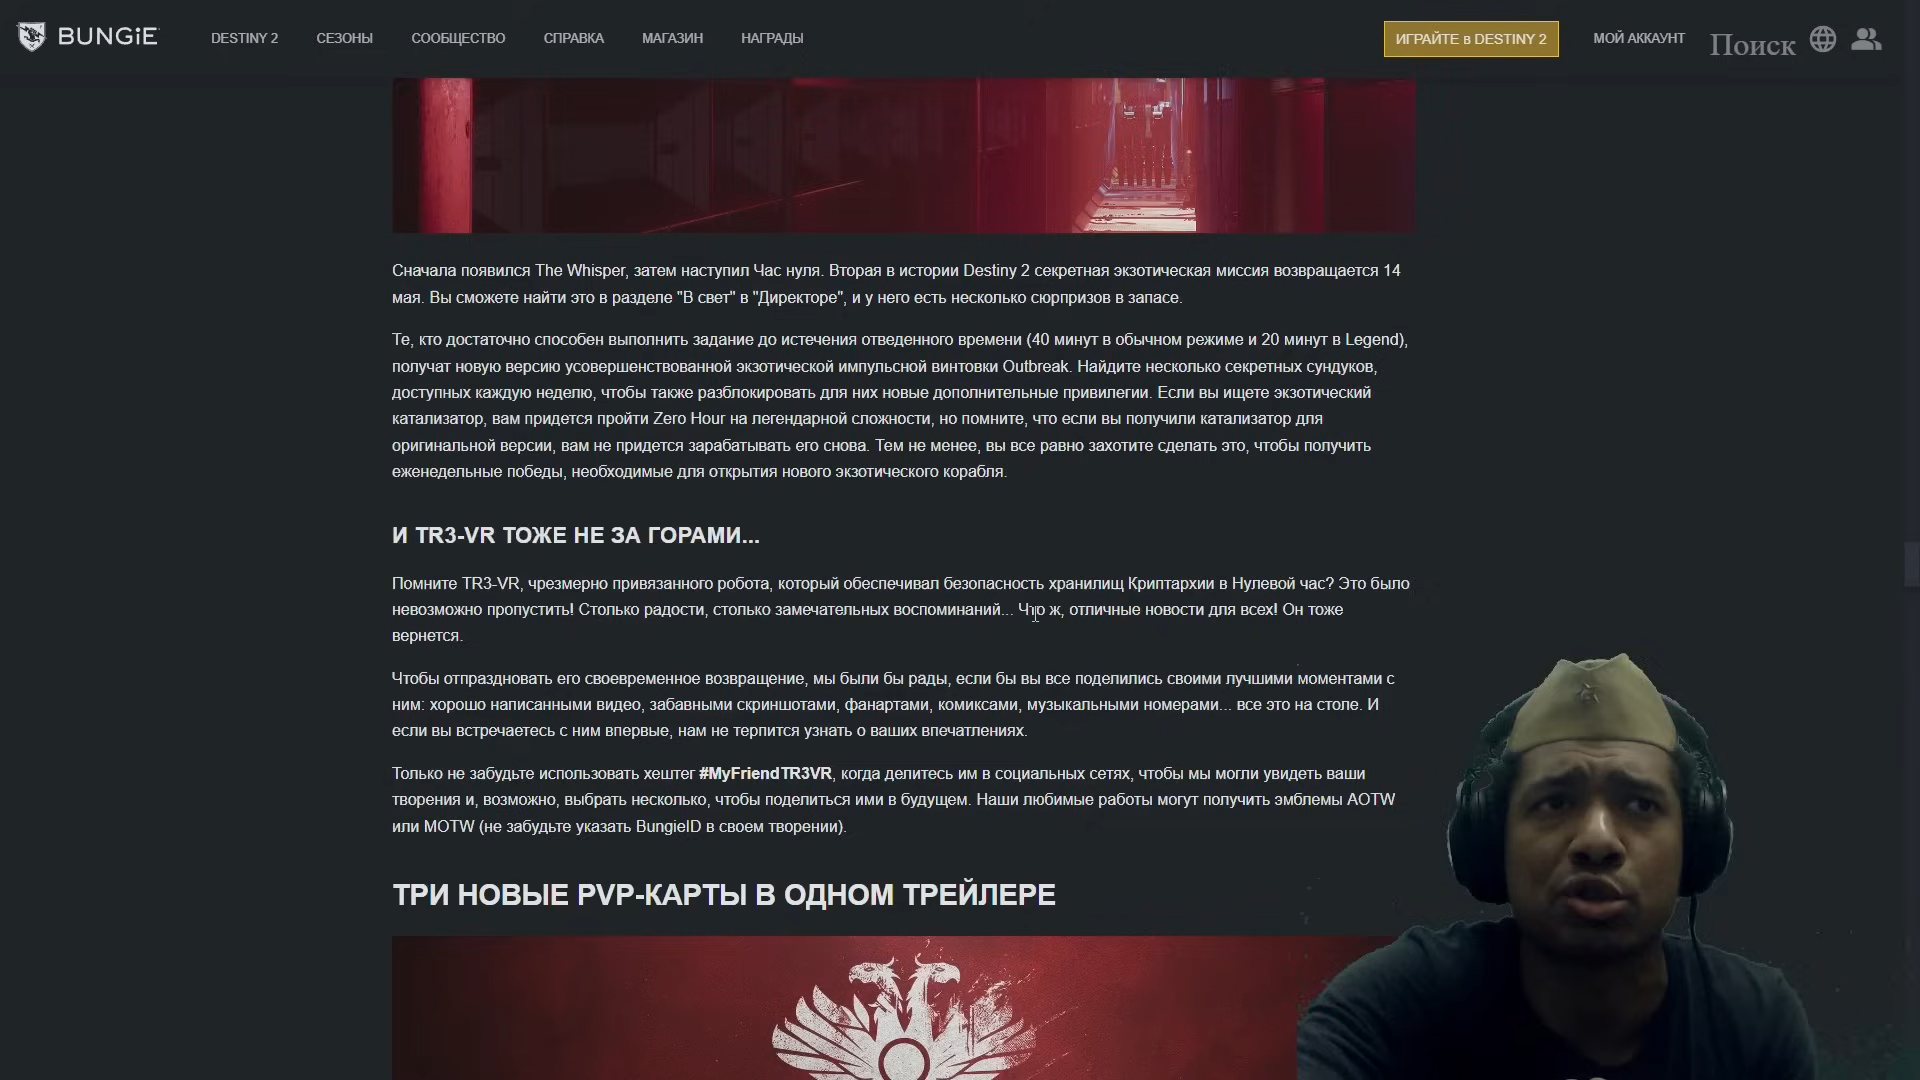 BUNGiE
DESTINY 2 СЕЗОНЫ СООБЩЕСТВО СПРАВКА МАГАЗИН НАГРАДЫ ИГРАЙТЕ в DESTINY 2 МОЙ АККАУНТ Поиск
Сначала появился The Whisper, затем наступил Час нуля. Вторая в истории Destiny 2 секретная экзотическая миссия возвращается 14
мая. Вы сможете найти это в разделе "В свет" в "Директоре", и у него есть несколько сюрпризов в запасе.
Те, кто достаточно способен выполнить задание до истечения отведенного времени (40 минут в обычном режиме и 20 минут в Legend),
получат новую версию усовершенствованной экзотической импульсной винтовки Outbreak. Найдите несколько секретных сундуков,
доступных каждую неделю, чтобы также разблокировать для них новые дополнительные привилегии. Если вы ищете экзотический
катализатор, вам придется пройти Zero Hour на легендарной сложности, но помните, что если вы получили катализатор для
оригинальной версии, вам не придется зарабатывать его снова. Тем не менее, вы все равно захотите сделать это, чтобы получить
еженедельные победы, необходимые для открытия нового экзотического корабля.
И TR3-VR ТОЖЕ НЕ ЗА ГОРАМИ...
Помните TR3-VR, чрезмерно привязанного робота, который обеспечивал безопасность хранилищ Криптархии в Нулевой час? Это было
невозможно пропустить! Столько радости, столько замечательных воспоминаний... Что ж, отличные новости для всех! Он тоже
вернется.
Чтобы отпраздновать его своевременное возвращение, мы были бы рады, если бы вы все поделились своими лучшими моментами с
ним: хорошо написанными видео, забавными скриншотами, фанартами, комиксами, музыкальными номерами... все это на столе. И
если вы встречаетесь с ним впервые, нам не терпится узнать о ваших впечатлениях.
Только не забудьте использовать хештег #MyFriendTR3VR, когда делитесь им в социальных сетях, чтобы мы могли увидеть ваши
творения и, возможно, выбрать несколько, чтобы поделиться ими в будущем. Наши любимые работы могут получить эмблемы AOTW
или MOTW (не забудьте указать BungieID в своем творении).
ТРИ НОВЫЕ PVP-КАРТЫ В ОДНОМ ТРЕЙЛЕРЕ